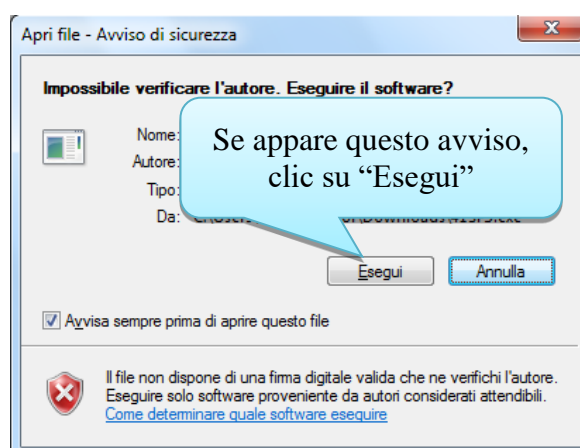 Apri file - Avviso di sicurezza
Impossibile verificare l'autore. Eseguire il software?
Se appare questo avviso,
clic su “Esegui”
Nome:
Autore:
Tipo:
Da:
Esegui
Annulla
Avvisa sempre prima di aprire questo file
Il file non dispone di una firma digitale valida che ne verifichi l'autore.
Eseguire solo software proveniente da autori considerati attendibili.
Come determinare quale software eseguire